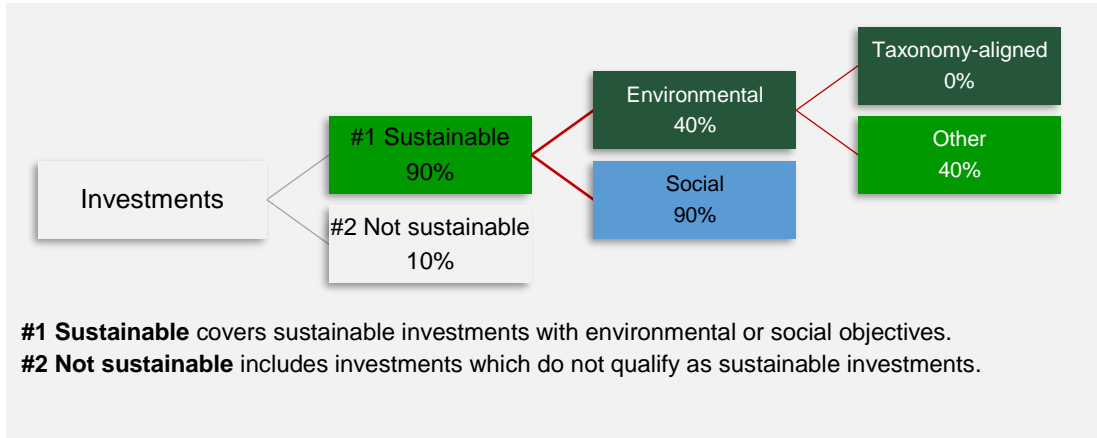 Taxonomy-aligned
0%
Environmental
40%
#1 Sustainable
90%
Other
40%
Investments
Social
90%
#2 Not sustainable
10%
#1 Sustainable covers sustainable investments with environmental or social objectives.
#2 Not sustainable includes investments which do not qualify as sustainable investments.